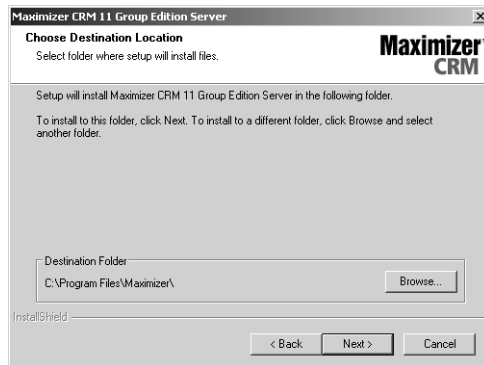 Maximizer CRM 11 Group Edition Server
Choose Destination Location
Select folder where setup will install files.
Maximizer
CRM
Setup will install Maximizer CRM 11 Group Edition Server in the following folder.
To install to this folder, click Next. To install to a different folder, click Browse and select
another folder.
Destination Folder
C:\Program Files\Maximizer\
Browse...
InstallShield
< Back
Next >
Cancel